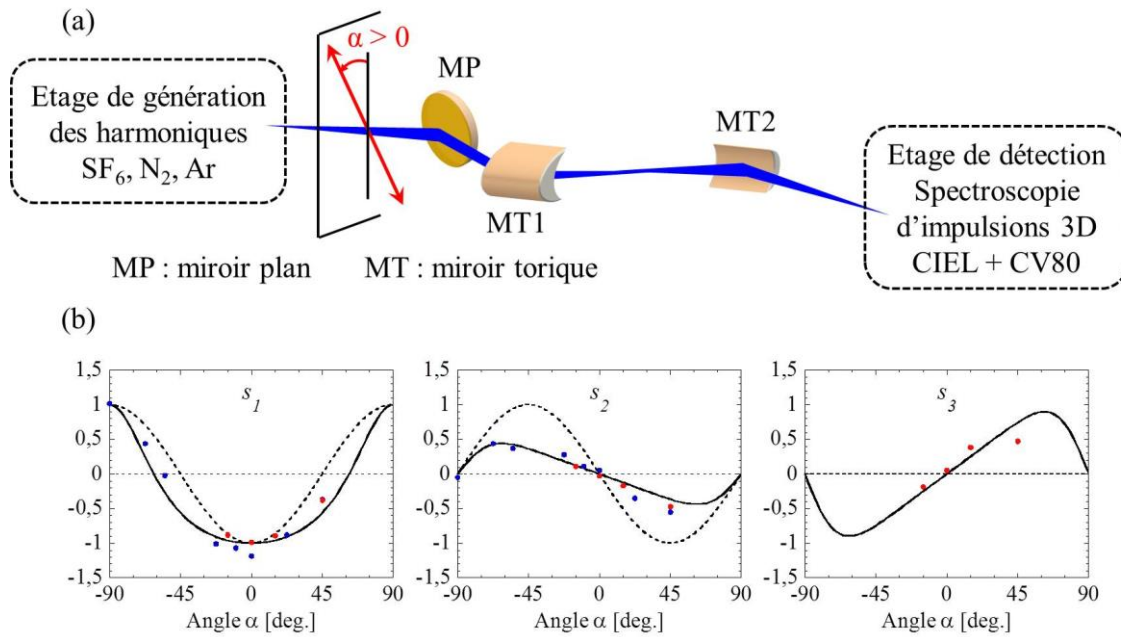 (a)
Etage de génération
des harmoniques
SF6, N2, Ar
α > 0
MP
MT1
MT2
Etage de détection
Spectroscopie
d'impulsions 3D
CIEL + CV80
MP : miroir plan
MT : miroir torique
(b)
s1
1,5
1
0,5
0
-0,5
-1
-1,5
-90
-45
0
45
90
Angle α [deg.]
s2
1,5
1
0,5
0
-0,5
-1
-1,5
-90
-45
0
45
90
Angle α [deg.]
s3
1,5
1
0,5
0
-0,5
-1
-1,5
-90
-45
0
45
90
Angle α [deg.]